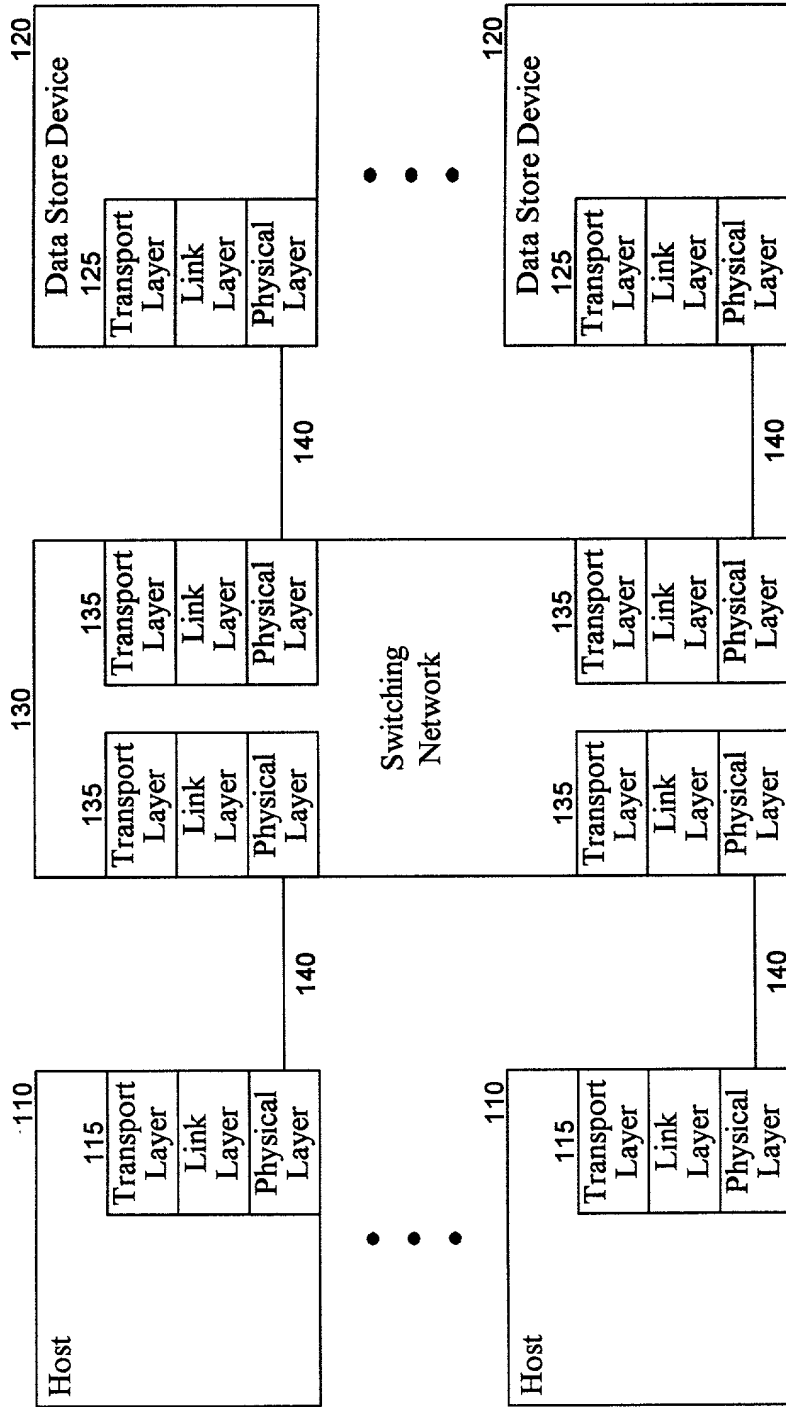 130
110
120
Host
115
Transport
Layer
Link
Layer
Physical
Layer
140
135
Transport
Layer
Link
Layer
Physical
Layer
135
Transport
Layer
Link
Layer
Physical
Layer
140
Data Store Device
125
Transport
Layer
Link
Layer
Physical
Layer
Switching
Network
110
120
Host
115
Transport
Layer
Link
Layer
Physical
Layer
140
135
Transport
Layer
Link
Layer
Physical
Layer
135
Transport
Layer
Link
Layer
Physical
Layer
140
Data Store Device
125
Transport
Layer
Link
Layer
Physical
Layer